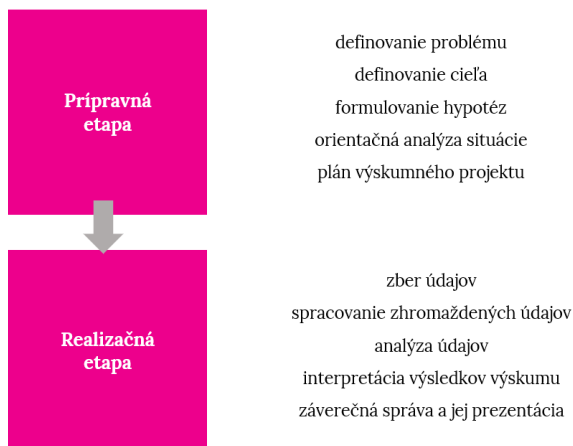 Prípravná
etapa
definovanie problému
definovanie cieľa
formulovanie hypotéz
orientačná analýza situácie
plán výskumného projektu
Realizačná
etapa
zber údajov
spracovanie zhromaždených údajov
analýza údajov
interpretácia výsledkov výskumu
záverečná správa a jej prezentácia